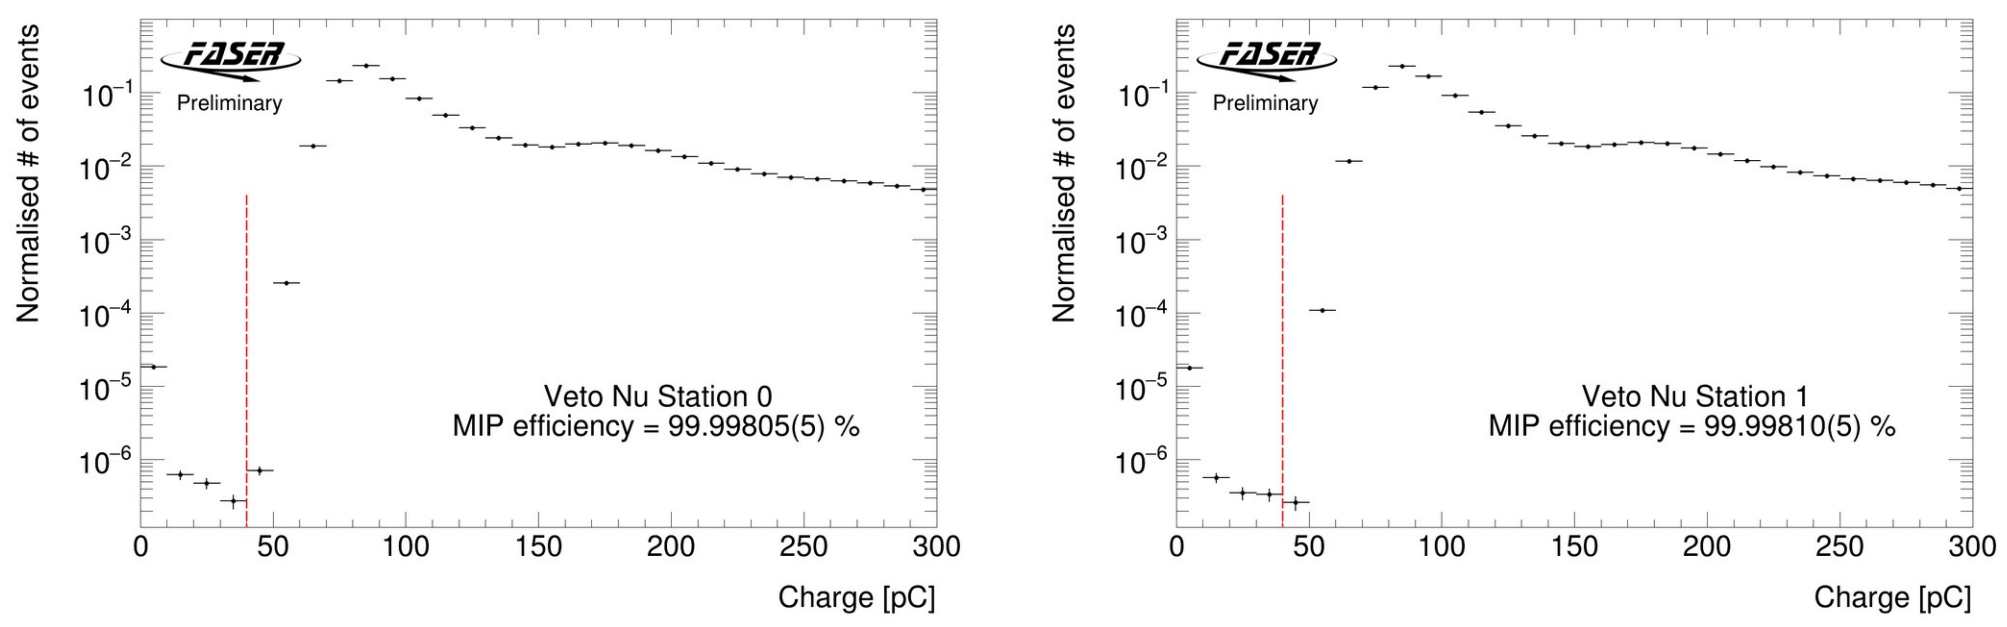 Normalised # of events
FASER
Preliminary
10⁻¹
10⁻²
10⁻³
10⁻⁴
10⁻⁵
10⁻⁶
Veto Nu Station 0
MIP efficiency = 99.99805(5) %
0 50 100 150 200 250 300
Charge [pC]
Normalised # of events
FASER
Preliminary
10⁻¹
10⁻²
10⁻³
10⁻⁴
10⁻⁵
10⁻⁶
Veto Nu Station 1
MIP efficiency = 99.99810(5) %
0 50 100 150 200 250 300
Charge [pC]